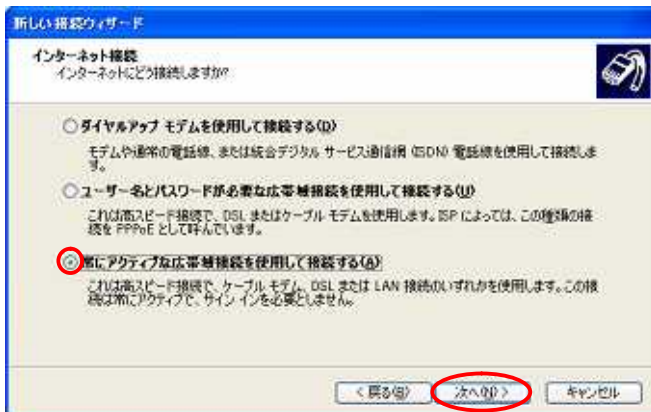 新しい接続ウィザード
インターネット接続
インターネットにどう接続しますか?
ダイヤルアップ モデムを使用して接続する(D)
モデムや通常の電話線、または統合デジタル サービス通信網 (ISDN) 電話線を使用して接続しま
す。
ユーザー名とパスワードが必要な広帯域接続を使用して接続する(U)
これは高スピード接続で、DSL またはケーブル モデムを使用します。ISP によっては、この種類の接
続を PPPoE として呼んでいます。
常にアクティブな広帯域接続を使用して接続する(A)
これは高スピード接続で、ケーブル モデム、DSL または LAN 接続のいずれかを使用します。この接
続は常にアクティブで、サイン インを必要としません。
< 戻る(B) 次へ(N) > キャンセル